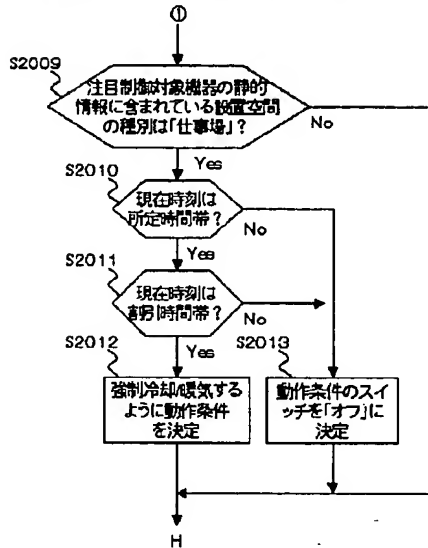 ①
S2009
注目制御対象機器の静的
情報に含まれている設置空間
の種別は「仕事場」?
No
Yes
S2010
現在時刻は
所定時間帯?
No
Yes
S2011
現在時刻は
割引時間帯?
No
Yes
S2012
強制冷却/暖気する
ように動作条件
を決定
S2013
動作条件のスイ
ッチを「オフ」に
決定
H